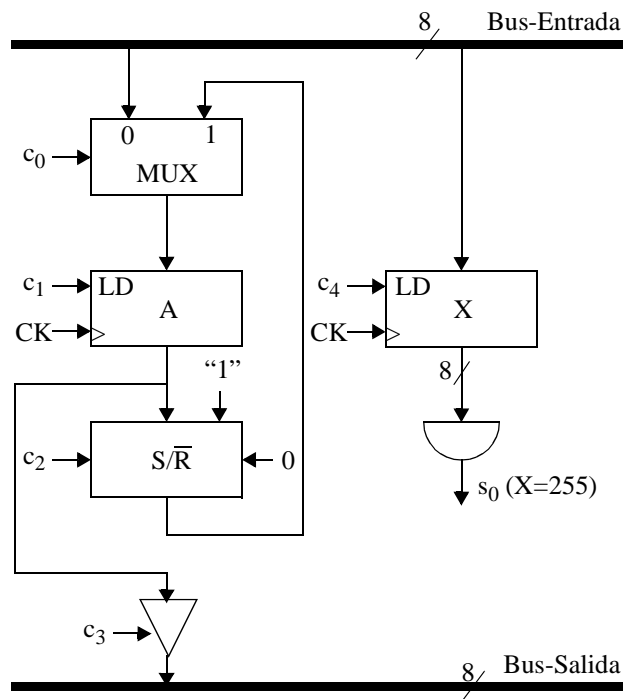 8 Bus-Entrada
0 1
c0
MUX
c1 LD
A
CK
c4 LD
X
CK
“1”
8
c2
S/R̅
0
s0 (X=255)
c3
8 Bus-Salida